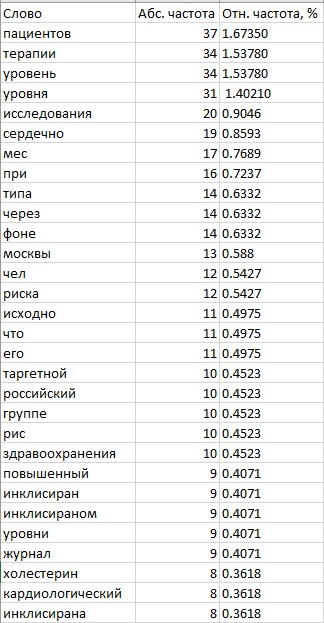 Слово Абс. частота Отн. частота, %
пациентов 37 1.67350
терапии 34 1.53780
уровень 34 1.53780
уровня 31 1.40210
исследования 20 0.9046
сердечно 19 0.8593
мес 17 0.7689
при 16 0.7237
типа 14 0.6332
через 14 0.6332
фоне 14 0.6332
москвы 13 0.588
чел 12 0.5427
риска 12 0.5427
исходно 11 0.4975
что 11 0.4975
его 11 0.4975
таргетной 10 0.4523
российский 10 0.4523
группе 10 0.4523
рис 10 0.4523
здравоохранения 10 0.4523
повышенный 9 0.4071
инклисиран 9 0.4071
инклисираном 9 0.4071
уровни 9 0.4071
журнал 9 0.4071
холестерин 8 0.3618
кардиологический 8 0.3618
инклисирана 8 0.3618